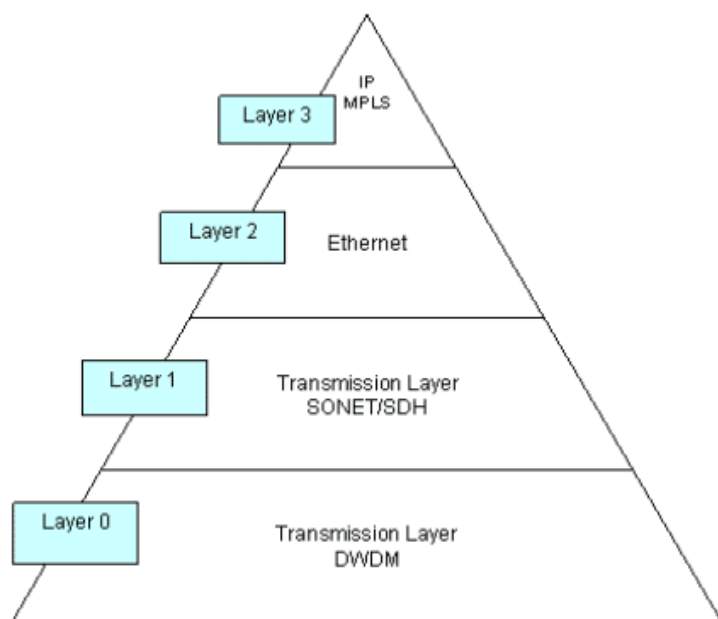 IP
MPLS
Layer 3
Layer 2
Ethernet
Layer 1
Transmission Layer
SONET/SDH
Layer 0
Transmission Layer
DWDM